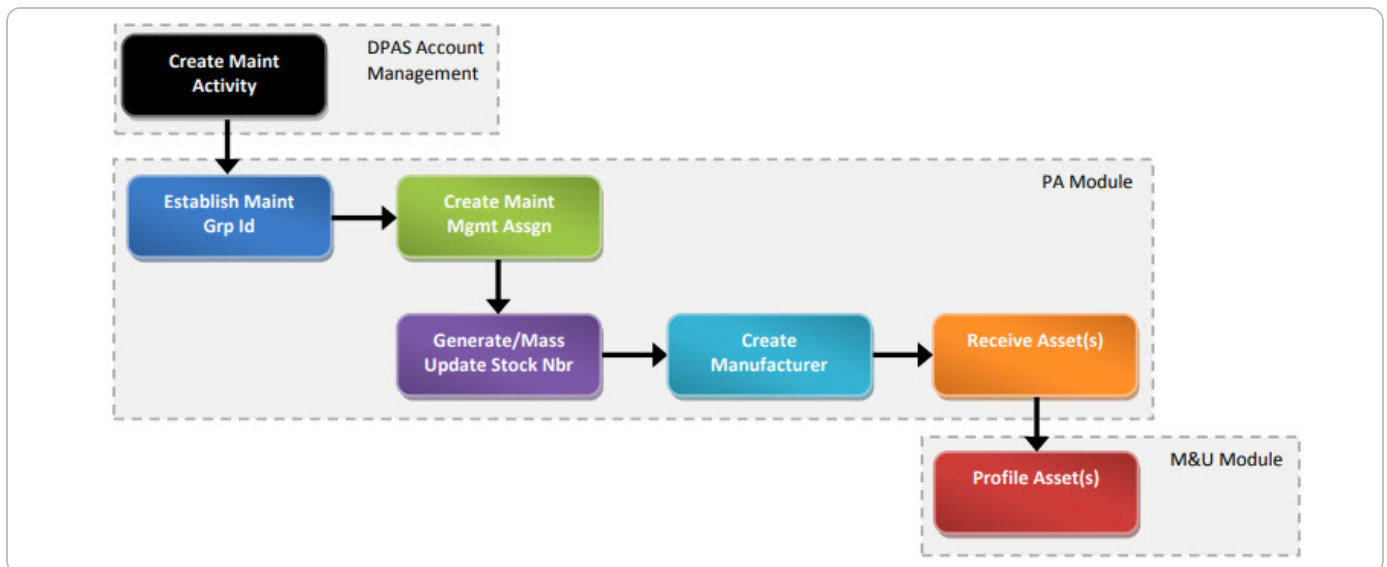 Create Maint
Activity
DPAS Account
Management
Establish Maint
Grp Id
Create Maint
Mgmt Assgn
PA Module
Generate/Mass
Update Stock Nbr
Create
Manufacturer
Receive Asset(s)
Profile Asset(s)
M&U Module